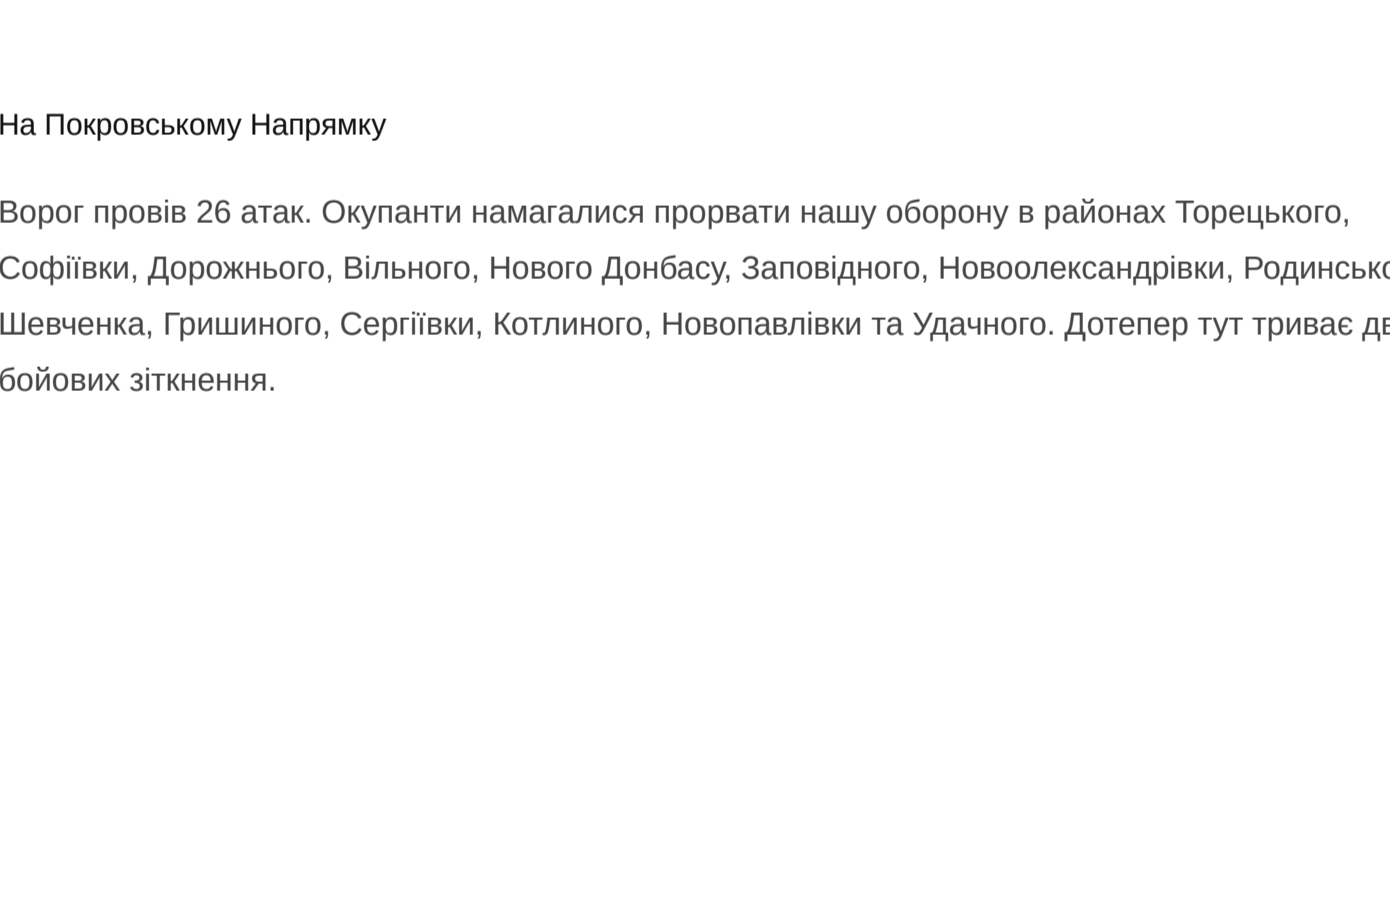 На Покровському Напрямку
Ворог провів 26 атак. Окупанти намагалися прорвати нашу оборону в районах Торецького,
Софіївки, Дорожнього, Вільного, Нового Донбасу, Заповідного, Новоолександрівки,
Шевченка, Гришиного, Сергіївки, Котлиного, Новопавлівки та Удачного. Дотепер тут триває
бойових зіткнення.